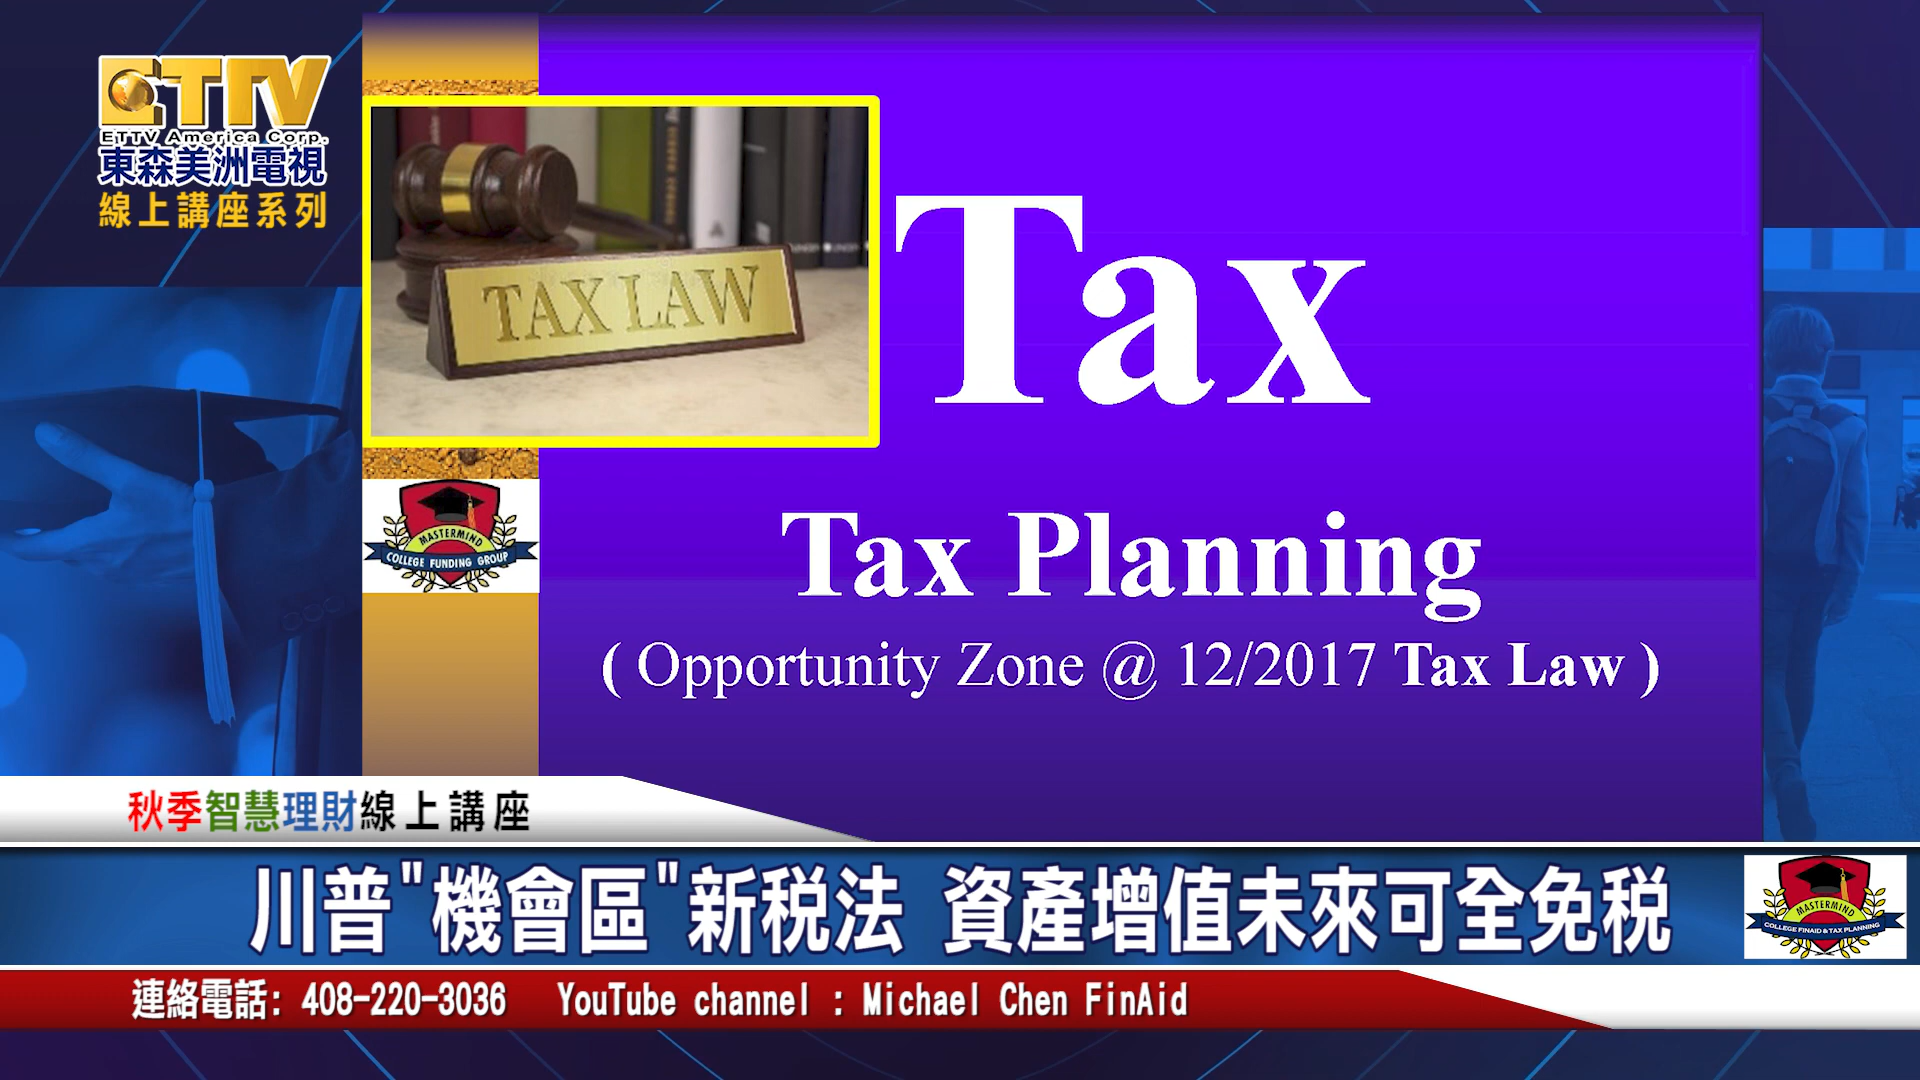 ETTV
ETTV America Corp.
東森美洲電視
線上講座系列
TAX LAW
Tax
Tax Planning
( Opportunity Zone @ 12/2017 Tax Law )
MASTERMIND
COLLEGE FUNDING GROUP
秋季智慧理財線上講座
川普"機會區"新税法 資產增值未來可全免税
MASTERMIND
COLLEGE FINAID & TAX PLANNING
連絡電話: 408-220-3036 YouTube channel : Michael Chen FinAid